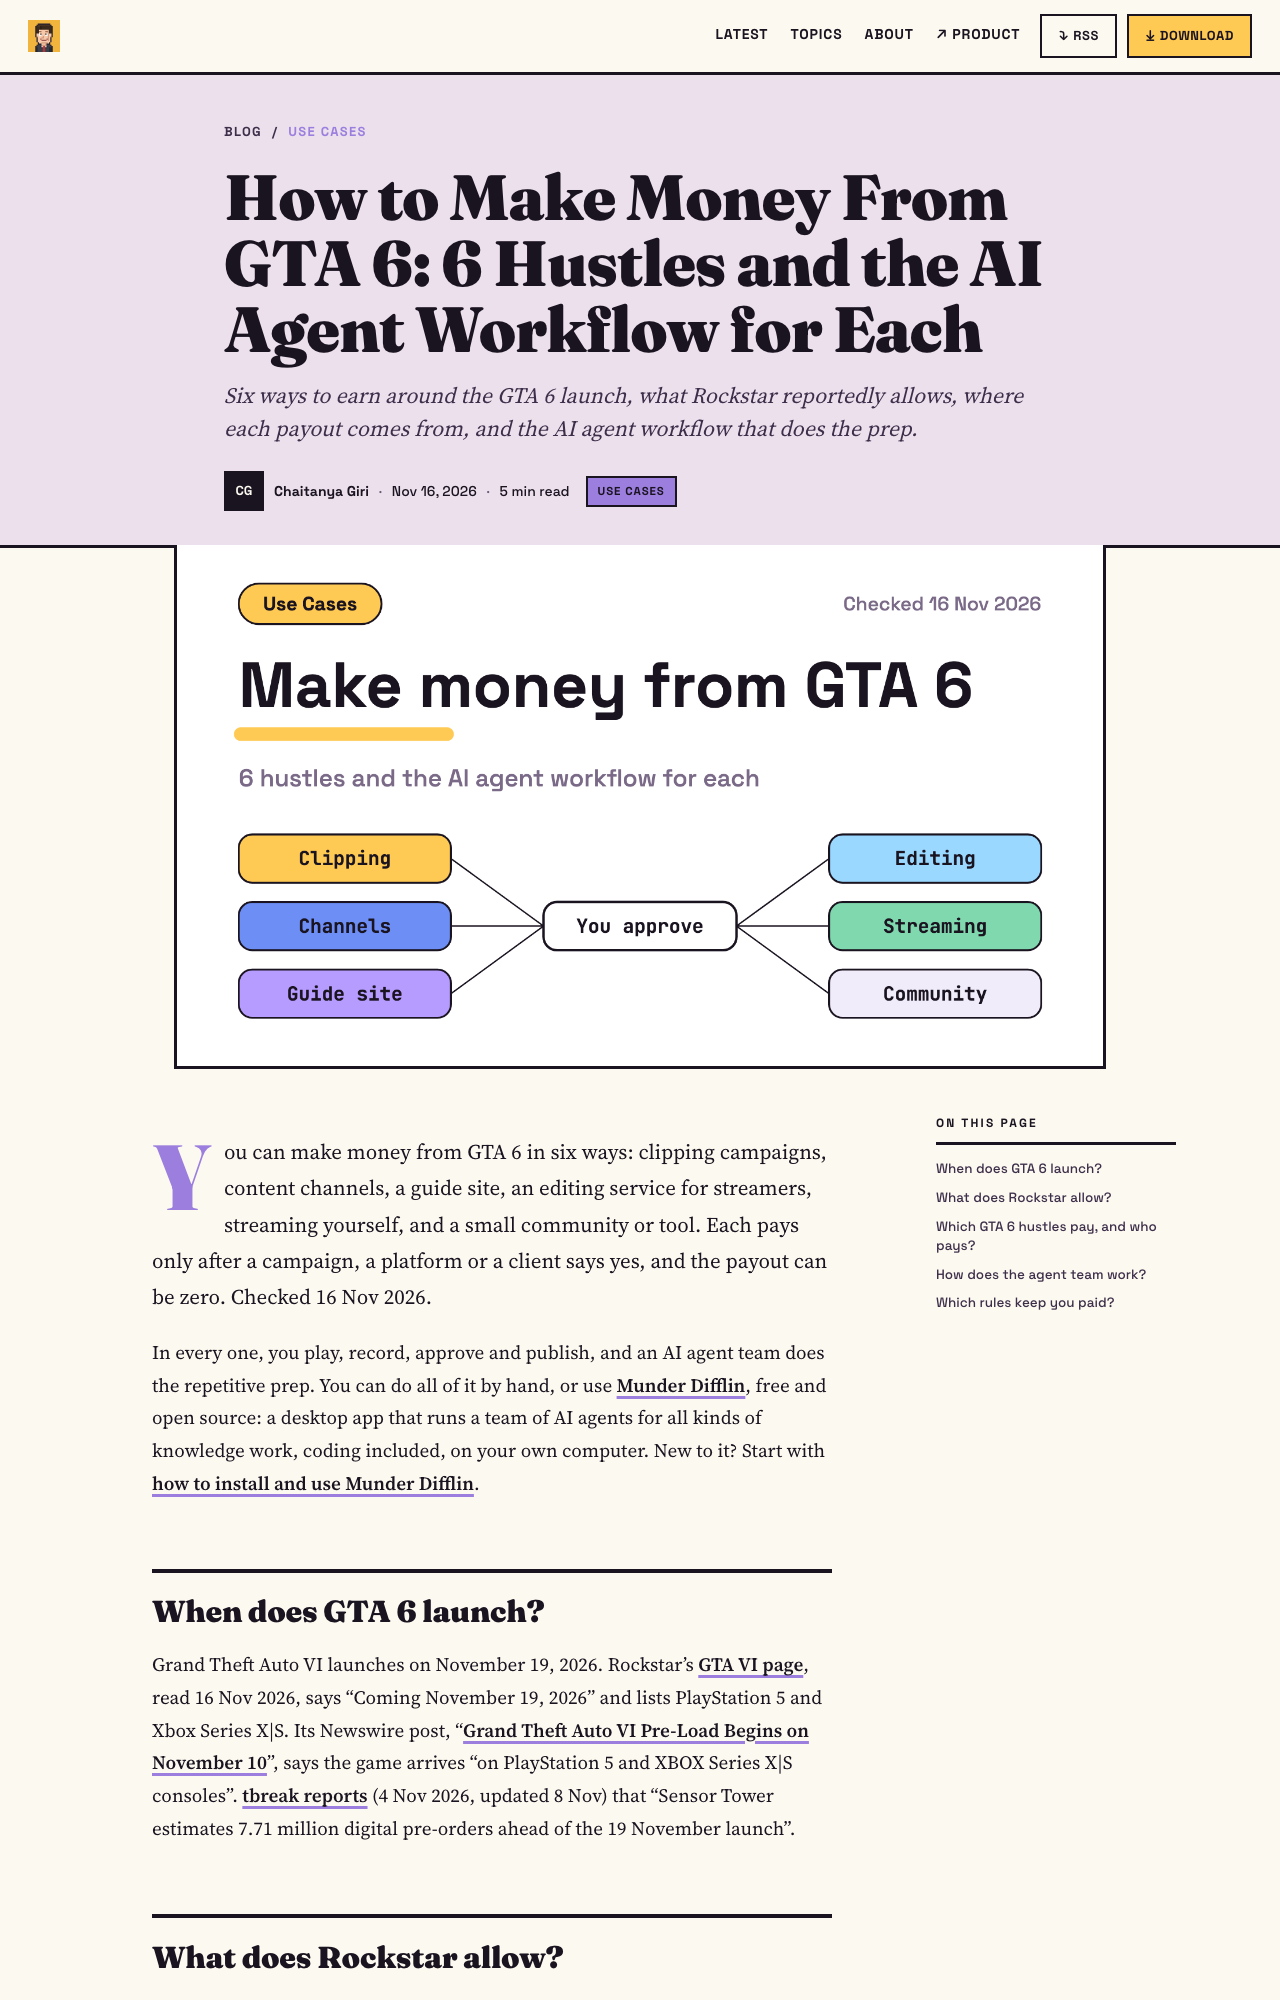 LATEST TOPICS ABOUT ↗ PRODUCT ⤵ RSS ⤓ DOWNLOAD
BLOG / USE CASES
How to Make Money From
GTA 6: 6 Hustles and the AI
Agent Workflow for Each
Six ways to earn around the GTA 6 launch, what Rockstar reportedly allows, where
each payout comes from, and the AI agent workflow that does the prep.
CG Chaitanya Giri · Nov 16, 2026 · 5 min read USE CASES
Use Cases Checked 16 Nov 2026
Make money from GTA 6
6 hustles and the AI agent workflow for each
Clipping Editing
Channels You approve Streaming
Guide site Community
You can make money from GTA 6 in six ways: clipping campaigns,
content channels, a guide site, an editing service for streamers,
streaming yourself, and a small community or tool. Each pays
only after a campaign, a platform or a client says yes, and the payout can
be zero. Checked 16 Nov 2026.
In every one, you play, record, approve and publish, and an AI agent team does
the repetitive prep. You can do all of it by hand, or use Munder Difflin, free and
open source: a desktop app that runs a team of AI agents for all kinds of
knowledge work, coding included, on your own computer. New to it? Start with
how to install and use Munder Difflin.
ON THIS PAGE
When does GTA 6 launch?
What does Rockstar allow?
Which GTA 6 hustles pay, and who
pays?
How does the agent team work?
Which rules keep you paid?
When does GTA 6 launch?
Grand Theft Auto VI launches on November 19, 2026. Rockstar’s GTA VI page,
read 16 Nov 2026, says “Coming November 19, 2026” and lists PlayStation 5 and
Xbox Series X|S. Its Newswire post, “Grand Theft Auto VI Pre-Load Begins on
November 10”, says the game arrives “on PlayStation 5 and XBOX Series X|S
consoles”. tbreak reports (4 Nov 2026, updated 8 Nov) that “Sensor Tower
estimates 7.71 million digital pre-orders ahead of the 19 November launch”.
What does Rockstar allow?